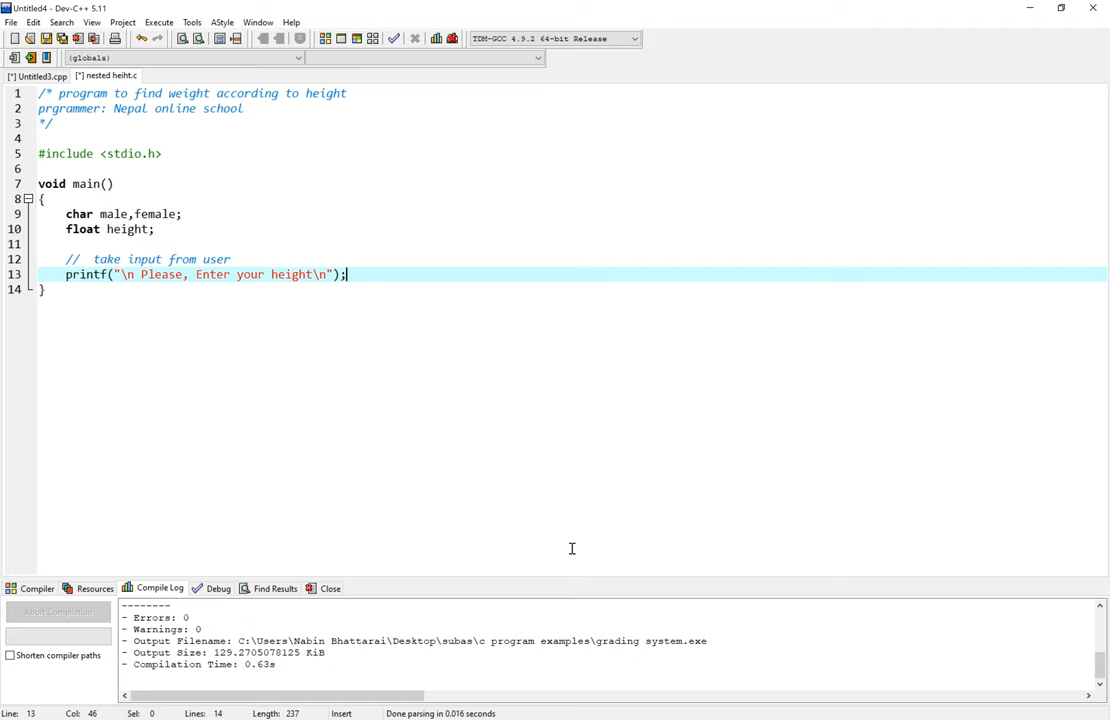 Untitled4 - Dev-C++ 5.11
File Edit Search View Project Execute Tools AStyle Window Help
TDM-GCC 4.9.2 64-bit Release
(globals)
[*] Untitled3.cpp [*] nested heiht.c
1 /* program to find weight according to height
2 prgrammer: Nepal online school
3 */
4
5 #include <stdio.h>
6
7 void main()
8 {
9 char male,female;
10 float height;
11
12 // take input from user
13 printf("\n Please, Enter your height\n");
14 }
Compiler Resources Compile Log Debug Find Results Close
Abort Compilation
Shorten compiler paths
--------
- Errors: 0
- Warnings: 0
- Output Filename: C:\Users\Nabin Bhattarai\Desktop\subas\c program examples\grading system.exe
- Output Size: 129.2705078125 KiB
- Compilation Time: 0.63s
Line: 13 Col: 46 Sel: 0 Lines: 14 Length: 237 Insert Done parsing in 0.016 seconds